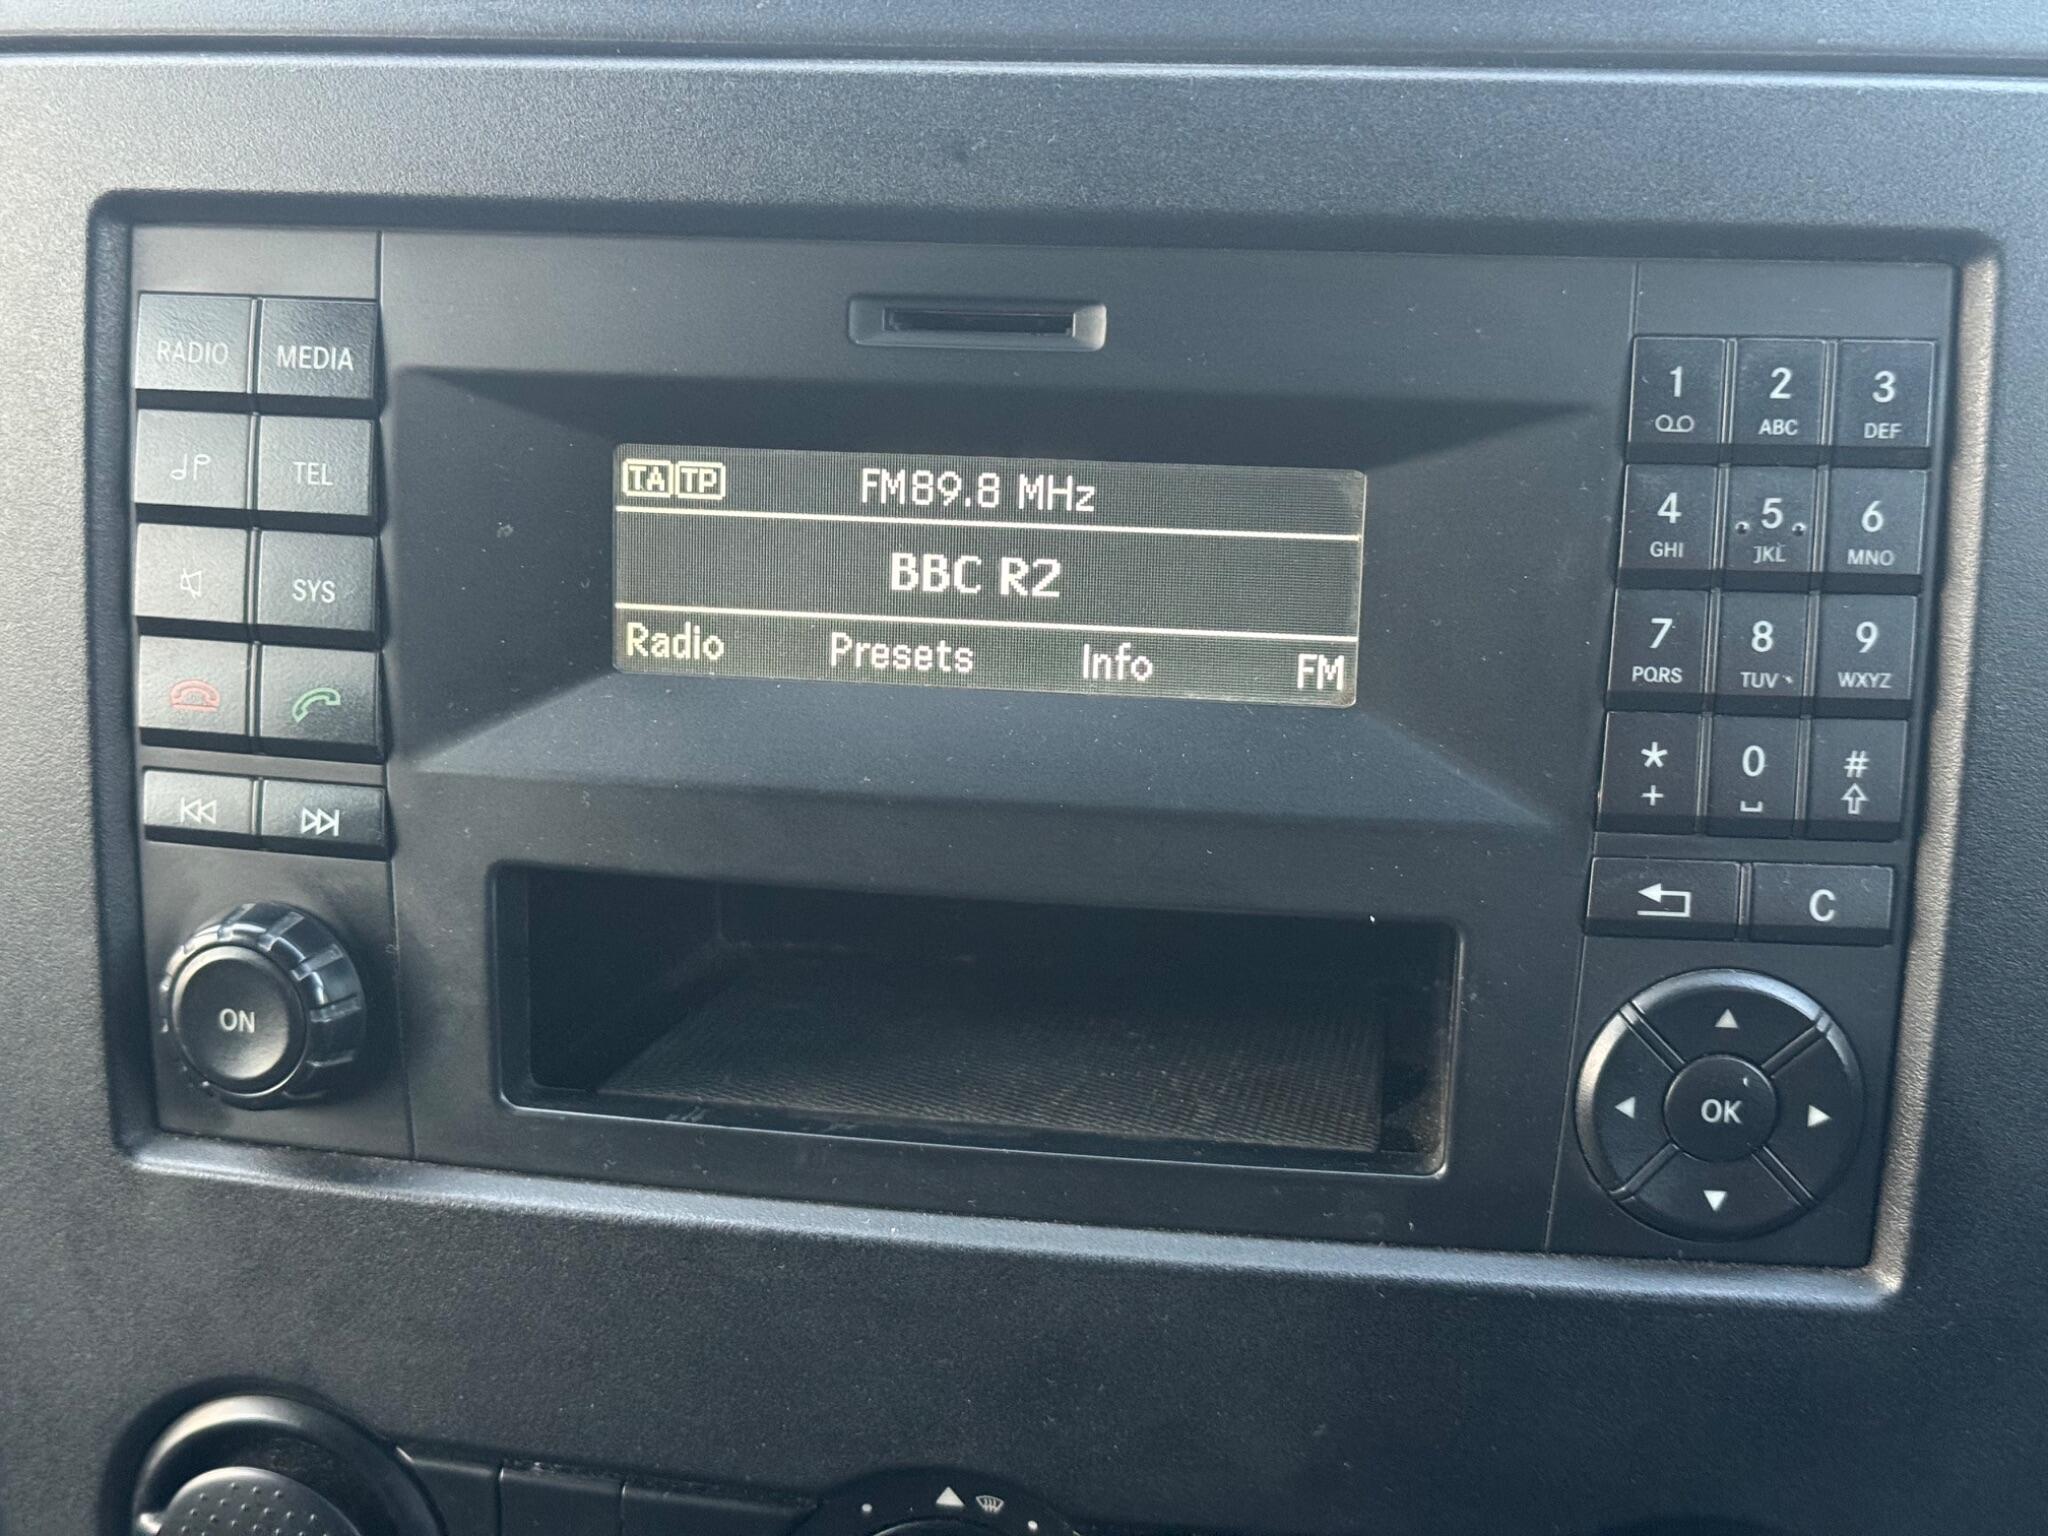 RADIO MEDIA
TEL
SYS
ON
TA TP FM89.8 MHz
BBC R2
Radio Presets Info FM
1 2 3
ABC DEF
4 5 6
GHI JKL MNO
7 8 9
PQRS TUV WXYZ
* 0 #
+
C
OK